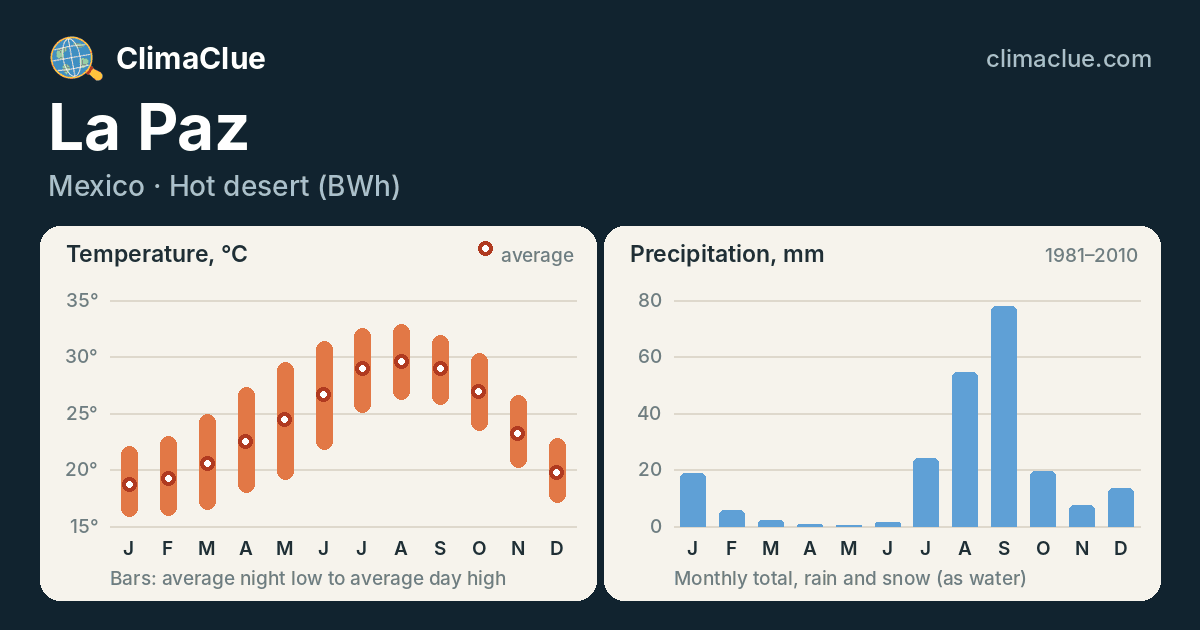 ClimaClue
climaclue.com
La Paz
Mexico · Hot desert (BWh)
Temperature, °C
average
35°
30°
25°
20°
15°
J F M A M J J A S O N D
Bars: average night low to average day high
Precipitation, mm
1981–2010
80
60
40
20
0
J F M A M J J A S O N D
Monthly total, rain and snow (as water)